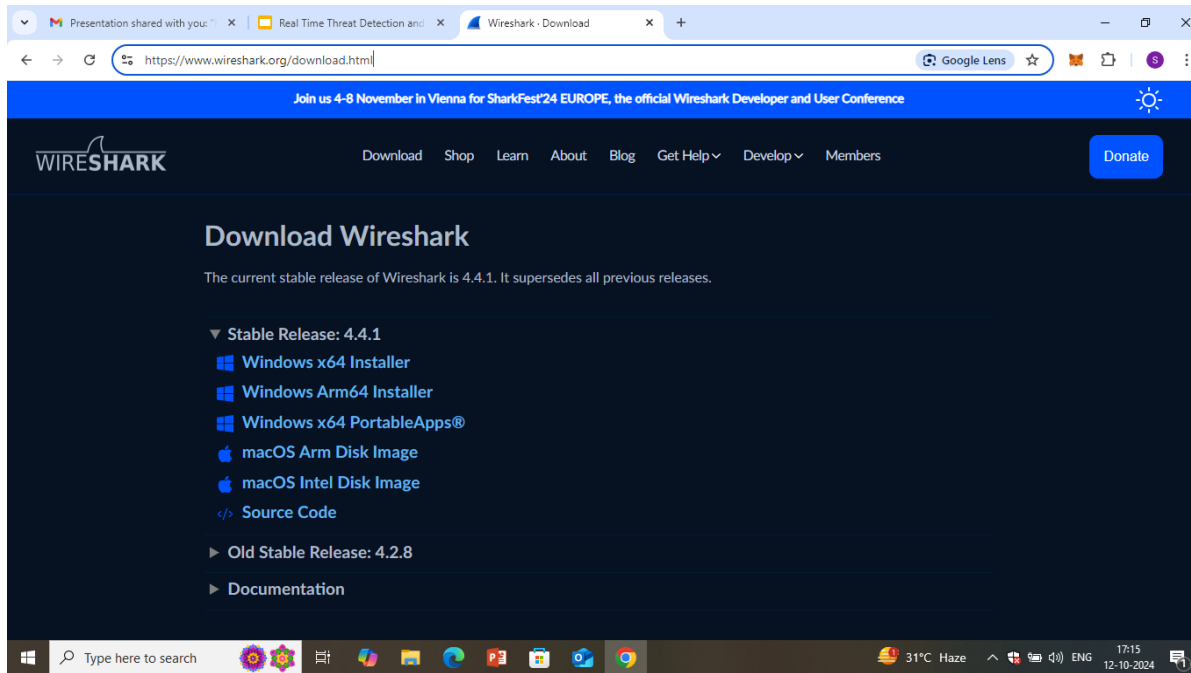 Presentation shared with you: "
Real Time Threat Detection and
Wireshark · Download
https://www.wireshark.org/download.html
Google Lens
S
Join us 4-8 November in Vienna for SharkFest'24 EUROPE, the official Wireshark Developer and User Conference
WIRESHARK
Download Shop Learn About Blog Get Help Develop Members
Donate
Download Wireshark
The current stable release of Wireshark is 4.4.1. It supersedes all previous releases.
Stable Release: 4.4.1
Windows x64 Installer
Windows Arm64 Installer
Windows x64 PortableApps®
macOS Arm Disk Image
macOS Intel Disk Image
</> Source Code
Old Stable Release: 4.2.8
Documentation
Type here to search
31°C Haze
ENG
17:15
12-10-2024
1